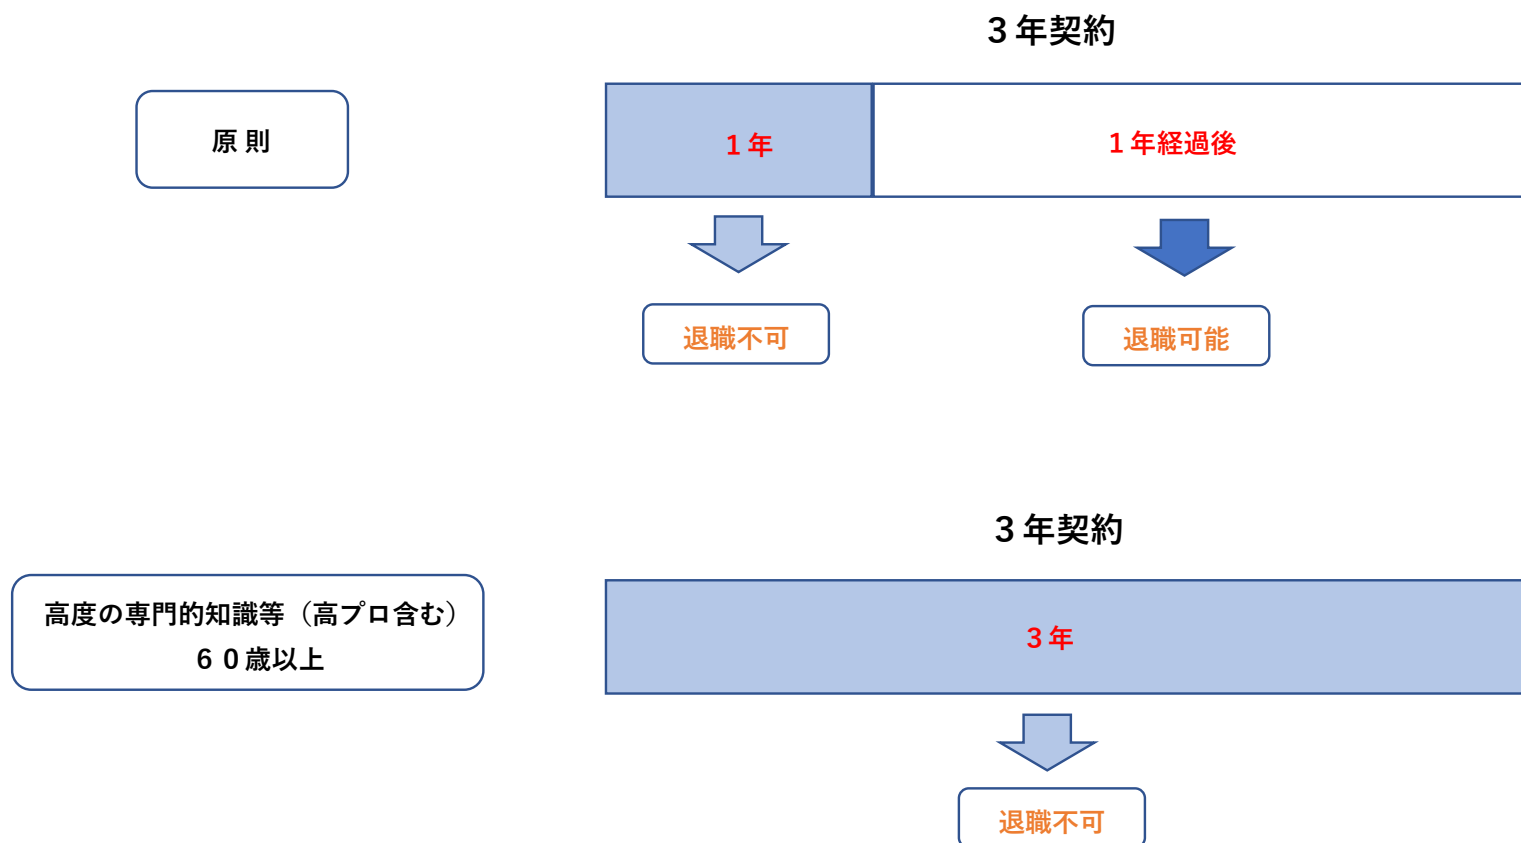 ３年契約
原 則
１年
１年経過後
退職不可
退職可能
３年契約
高度の専門的知識等（高プロ含む）
６０歳以上
３年
退職不可